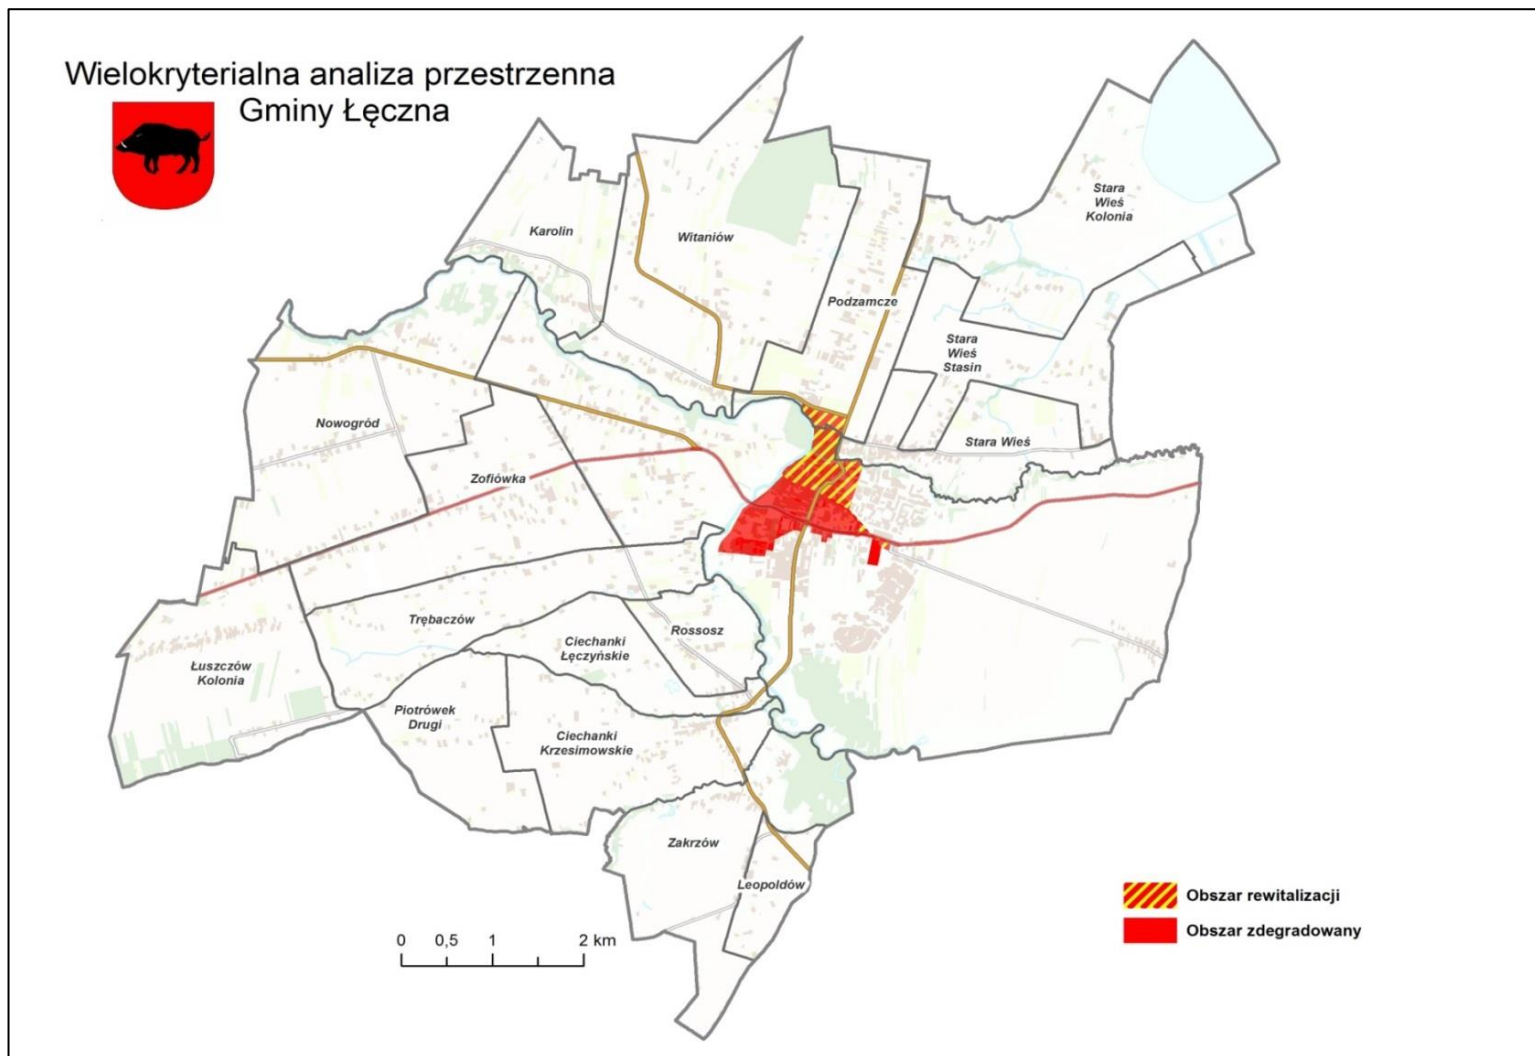 Wielokryterialna analiza przestrzenna
Gminy Łęczna
Stara
Wieś
Kolonia
Karolin
Witaniów
Podzamcze
Stara
Wieś
Stasin
Nowogród
Stara Wieś
Zofiówka
Trębaczów
Rossosz
Ciechanki
Łęczyńskie
Łuszczów
Kolonia
Piotrówek
Drugi
Ciechanki
Krzesimowskie
Zakrzów
Leopoldów
Obszar rewitalizacji
Obszar zdegradowany
0 0,5 1 2 km